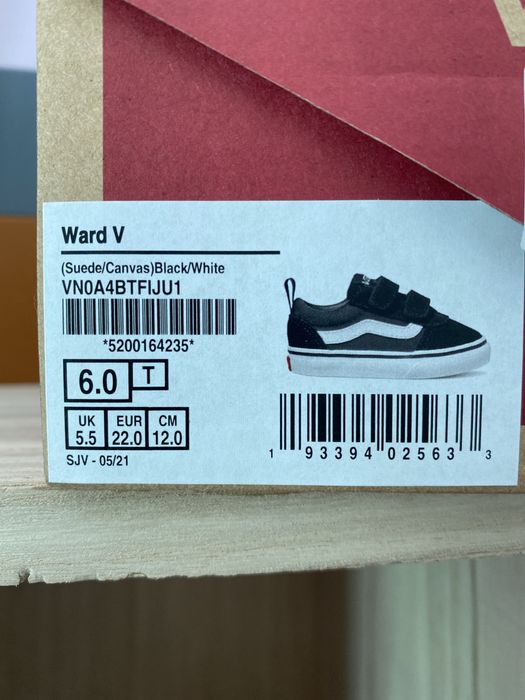 Ward V
(Suede/Canvas)Black/White
VN0A4BTFIJU1
*5200164235*
6.0 T
UK EUR CM
5.5 22.0 12.0
SJV - 05/21
1 93394 02563 3